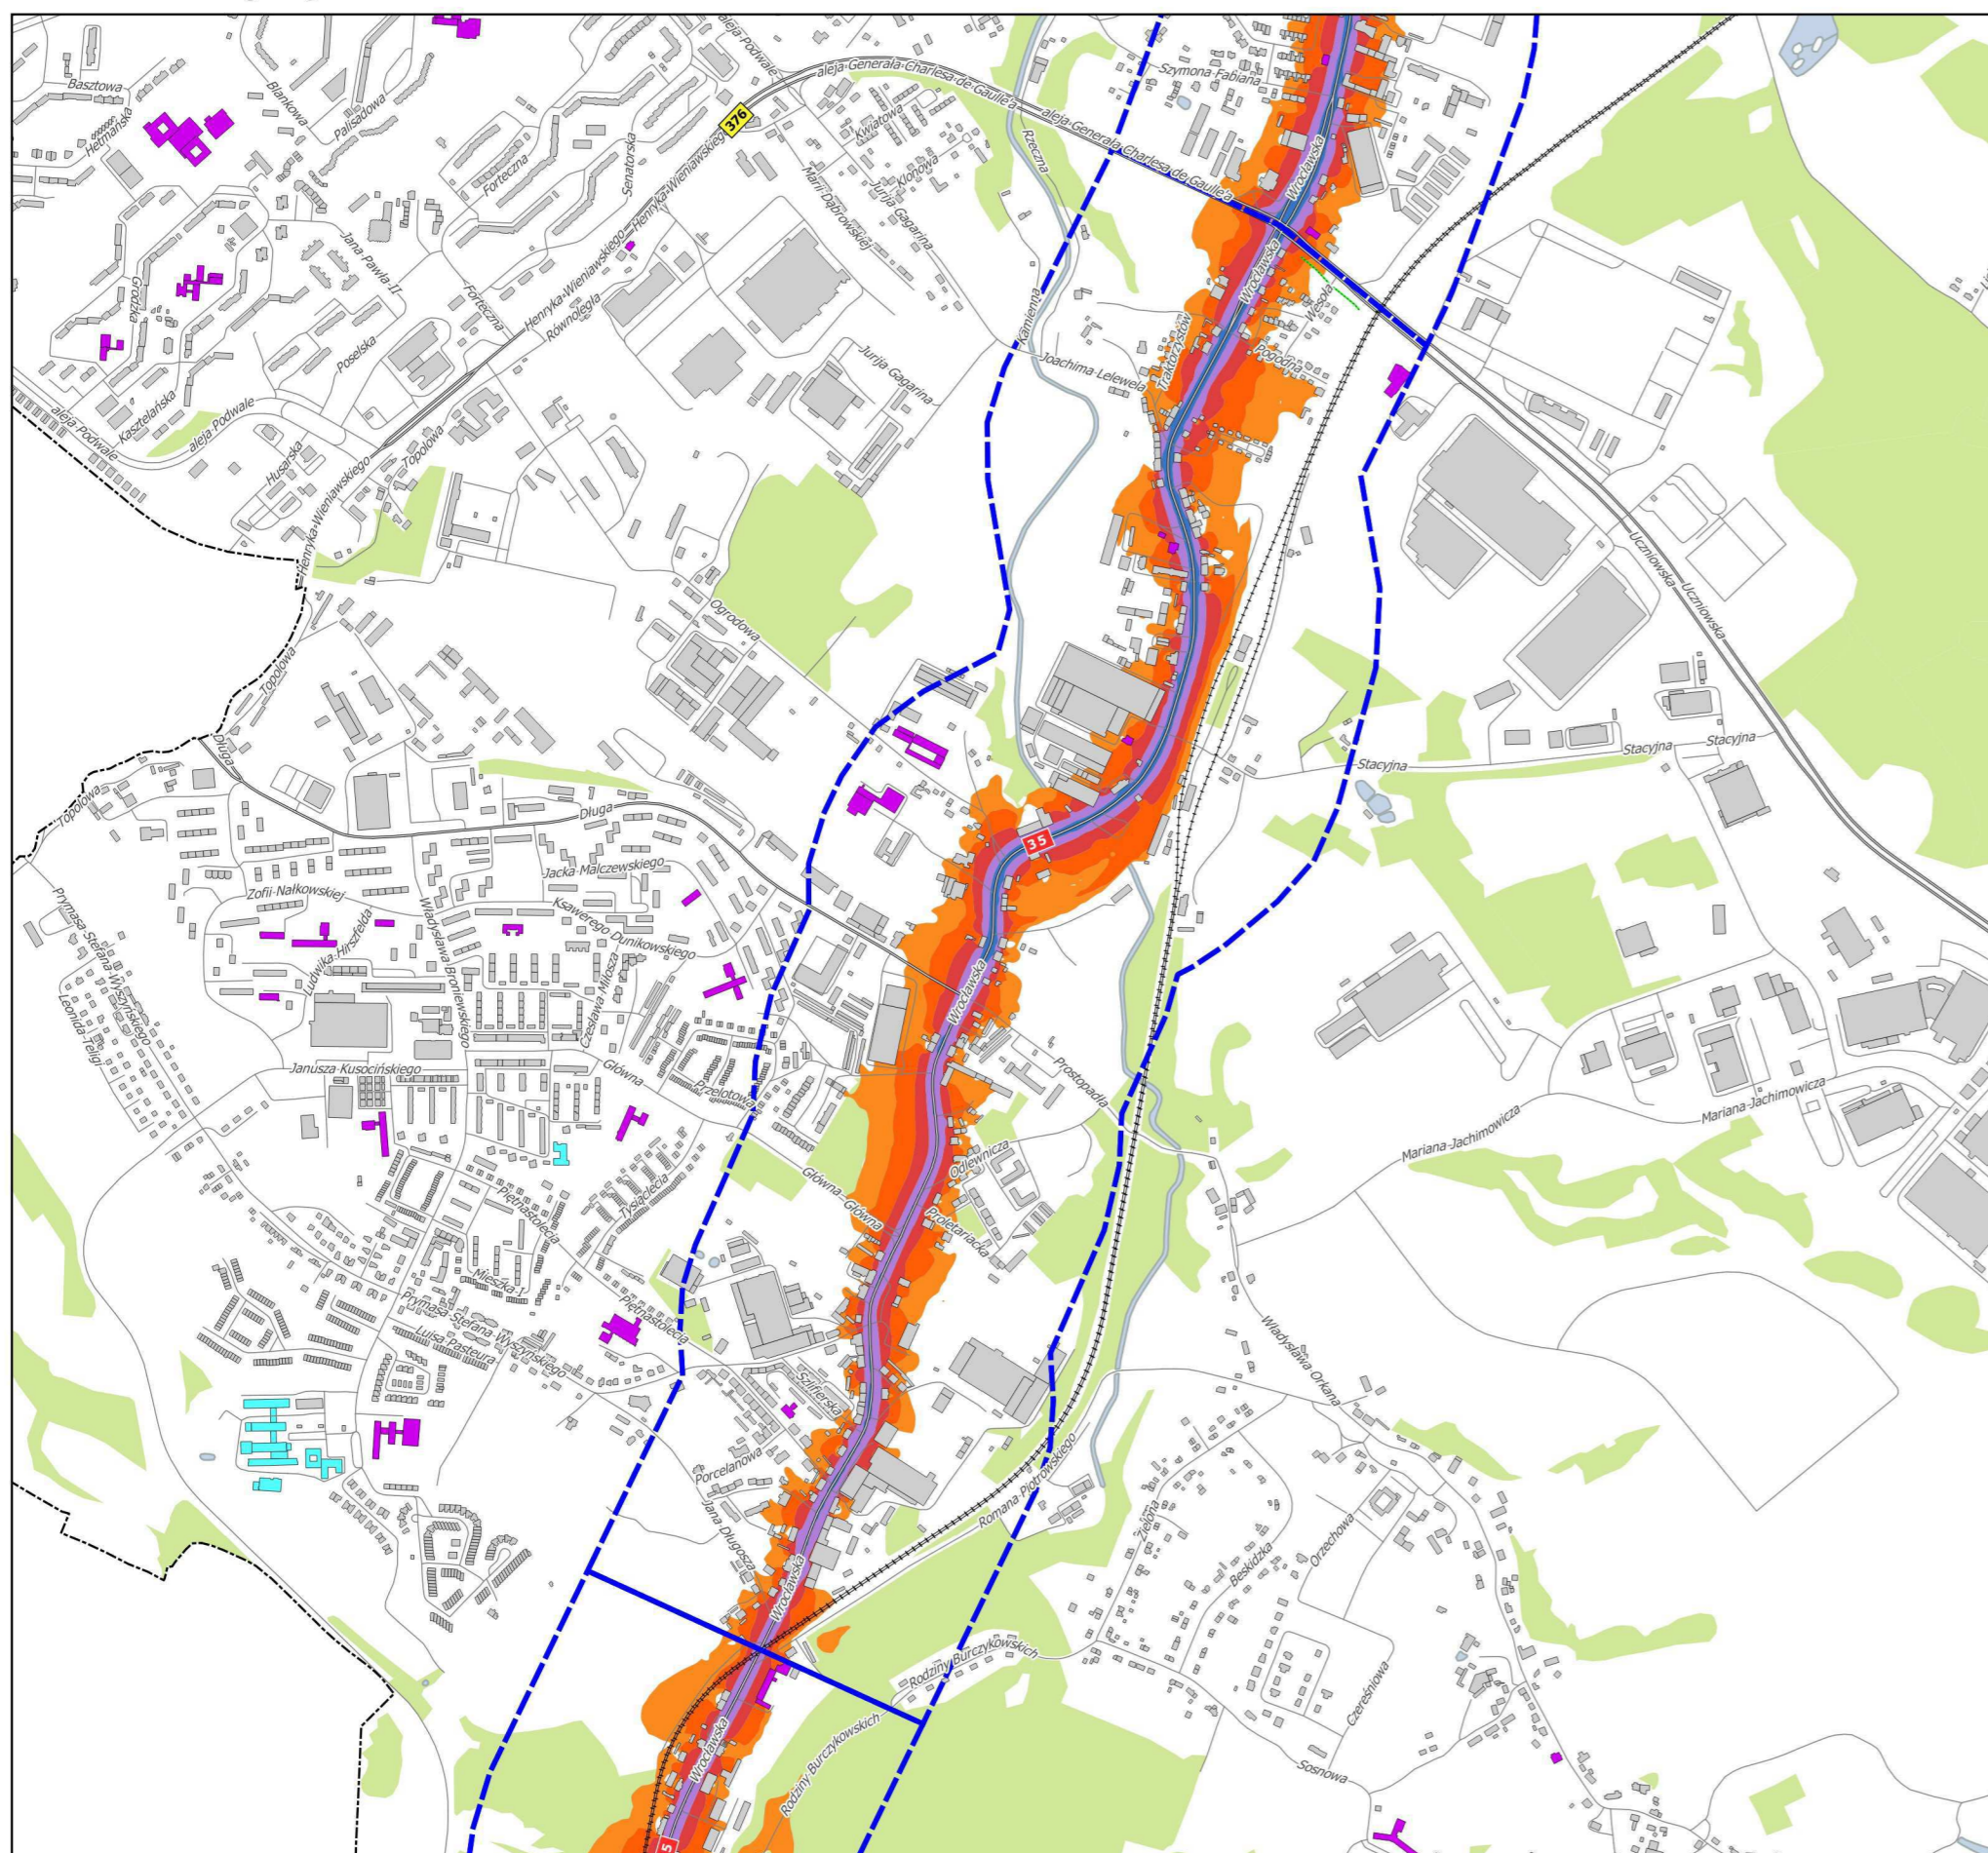 aleja Podwale
aleja Generała Charlesa de Gaulle'a
Szymona Fabiana
Basztowa
Blankowa
Palisadowa
Hetmańska
376
Kwiatowa
aleja Generała Charlesa de Gaulle'a
Rzeczna
Wrocławska
Forteczna
Senatorska
Henryka Wieniawskiego
Klonowa
Marii Dąbrowskiej
Jurija Gagarina
Jana Pawła II
Grodzka
Forteczna
Henryka Wieniawskiego
Równoległa
Wrocławska
Wesoła
Kamienna
Joachima Lelewela
Traktorzystów
Pogodna
Poselska
Jurija Gagarina
aleja Podwale
Kasztelańska
aleja Podwale
Husarska
Topolowa
Henryka Wieniawskiego
Uczniowska
Uczniowska
Ogrodowa
Topolowa
Długa
Stacyjna
Stacyjna
Stacyjna
Topolowa
Długa
35
Jacka Malczewskiego
Zofii Nałkowskiej
Ksawerego Dunikowskiego
Prymasa Stefana Wyszyńskiego
Ludwika Hirszfelda
Władysława Broniewskiego
Czesława Miłosza
Leonida Teligi
Wrocławska
Janusza Kusocińskiego
Główna
Przelotowa
Prostopadła
Mariana Jachimowicza
Mariana Jachimowicza
Odlewnicza
Główna
Główna
Piętnastolecia
Tysiąclecia
Proletariacka
Mieszka I
Prymasa Stefana Wyszyńskiego
Luisa Pasteura
Piętnastolecia
Władysława Orkana
Szlifierska
Porcelanowa
Jana Długosza
Romana Piotrowskiego
Zielona
Beskidzka
Orzechowa
Wrocławska
Rodziny Burczykowskich
Czereśniowa
Wrocławska
Rodziny Burczykowskich
Sosnowa
5